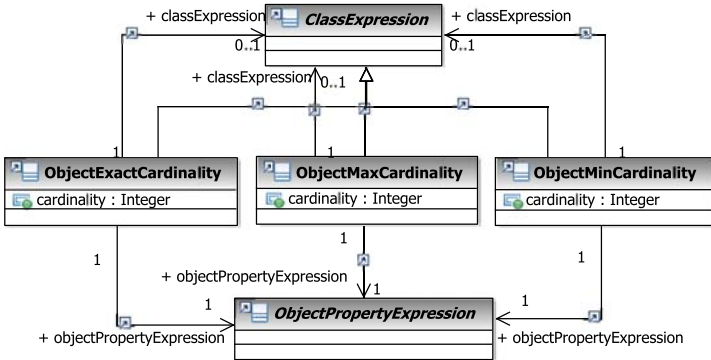 + classExpression
ClassExpression
+ classExpression
0..1
0..1
+ classExpression
0..1
1
1
1
ObjectExactCardinality
cardinality : Integer
ObjectMaxCardinality
cardinality : Integer
ObjectMinCardinality
cardinality : Integer
1
1
1
+ objectPropertyExpression
1
1
1
+ objectPropertyExpression
ObjectPropertyExpression
+ objectPropertyExpression